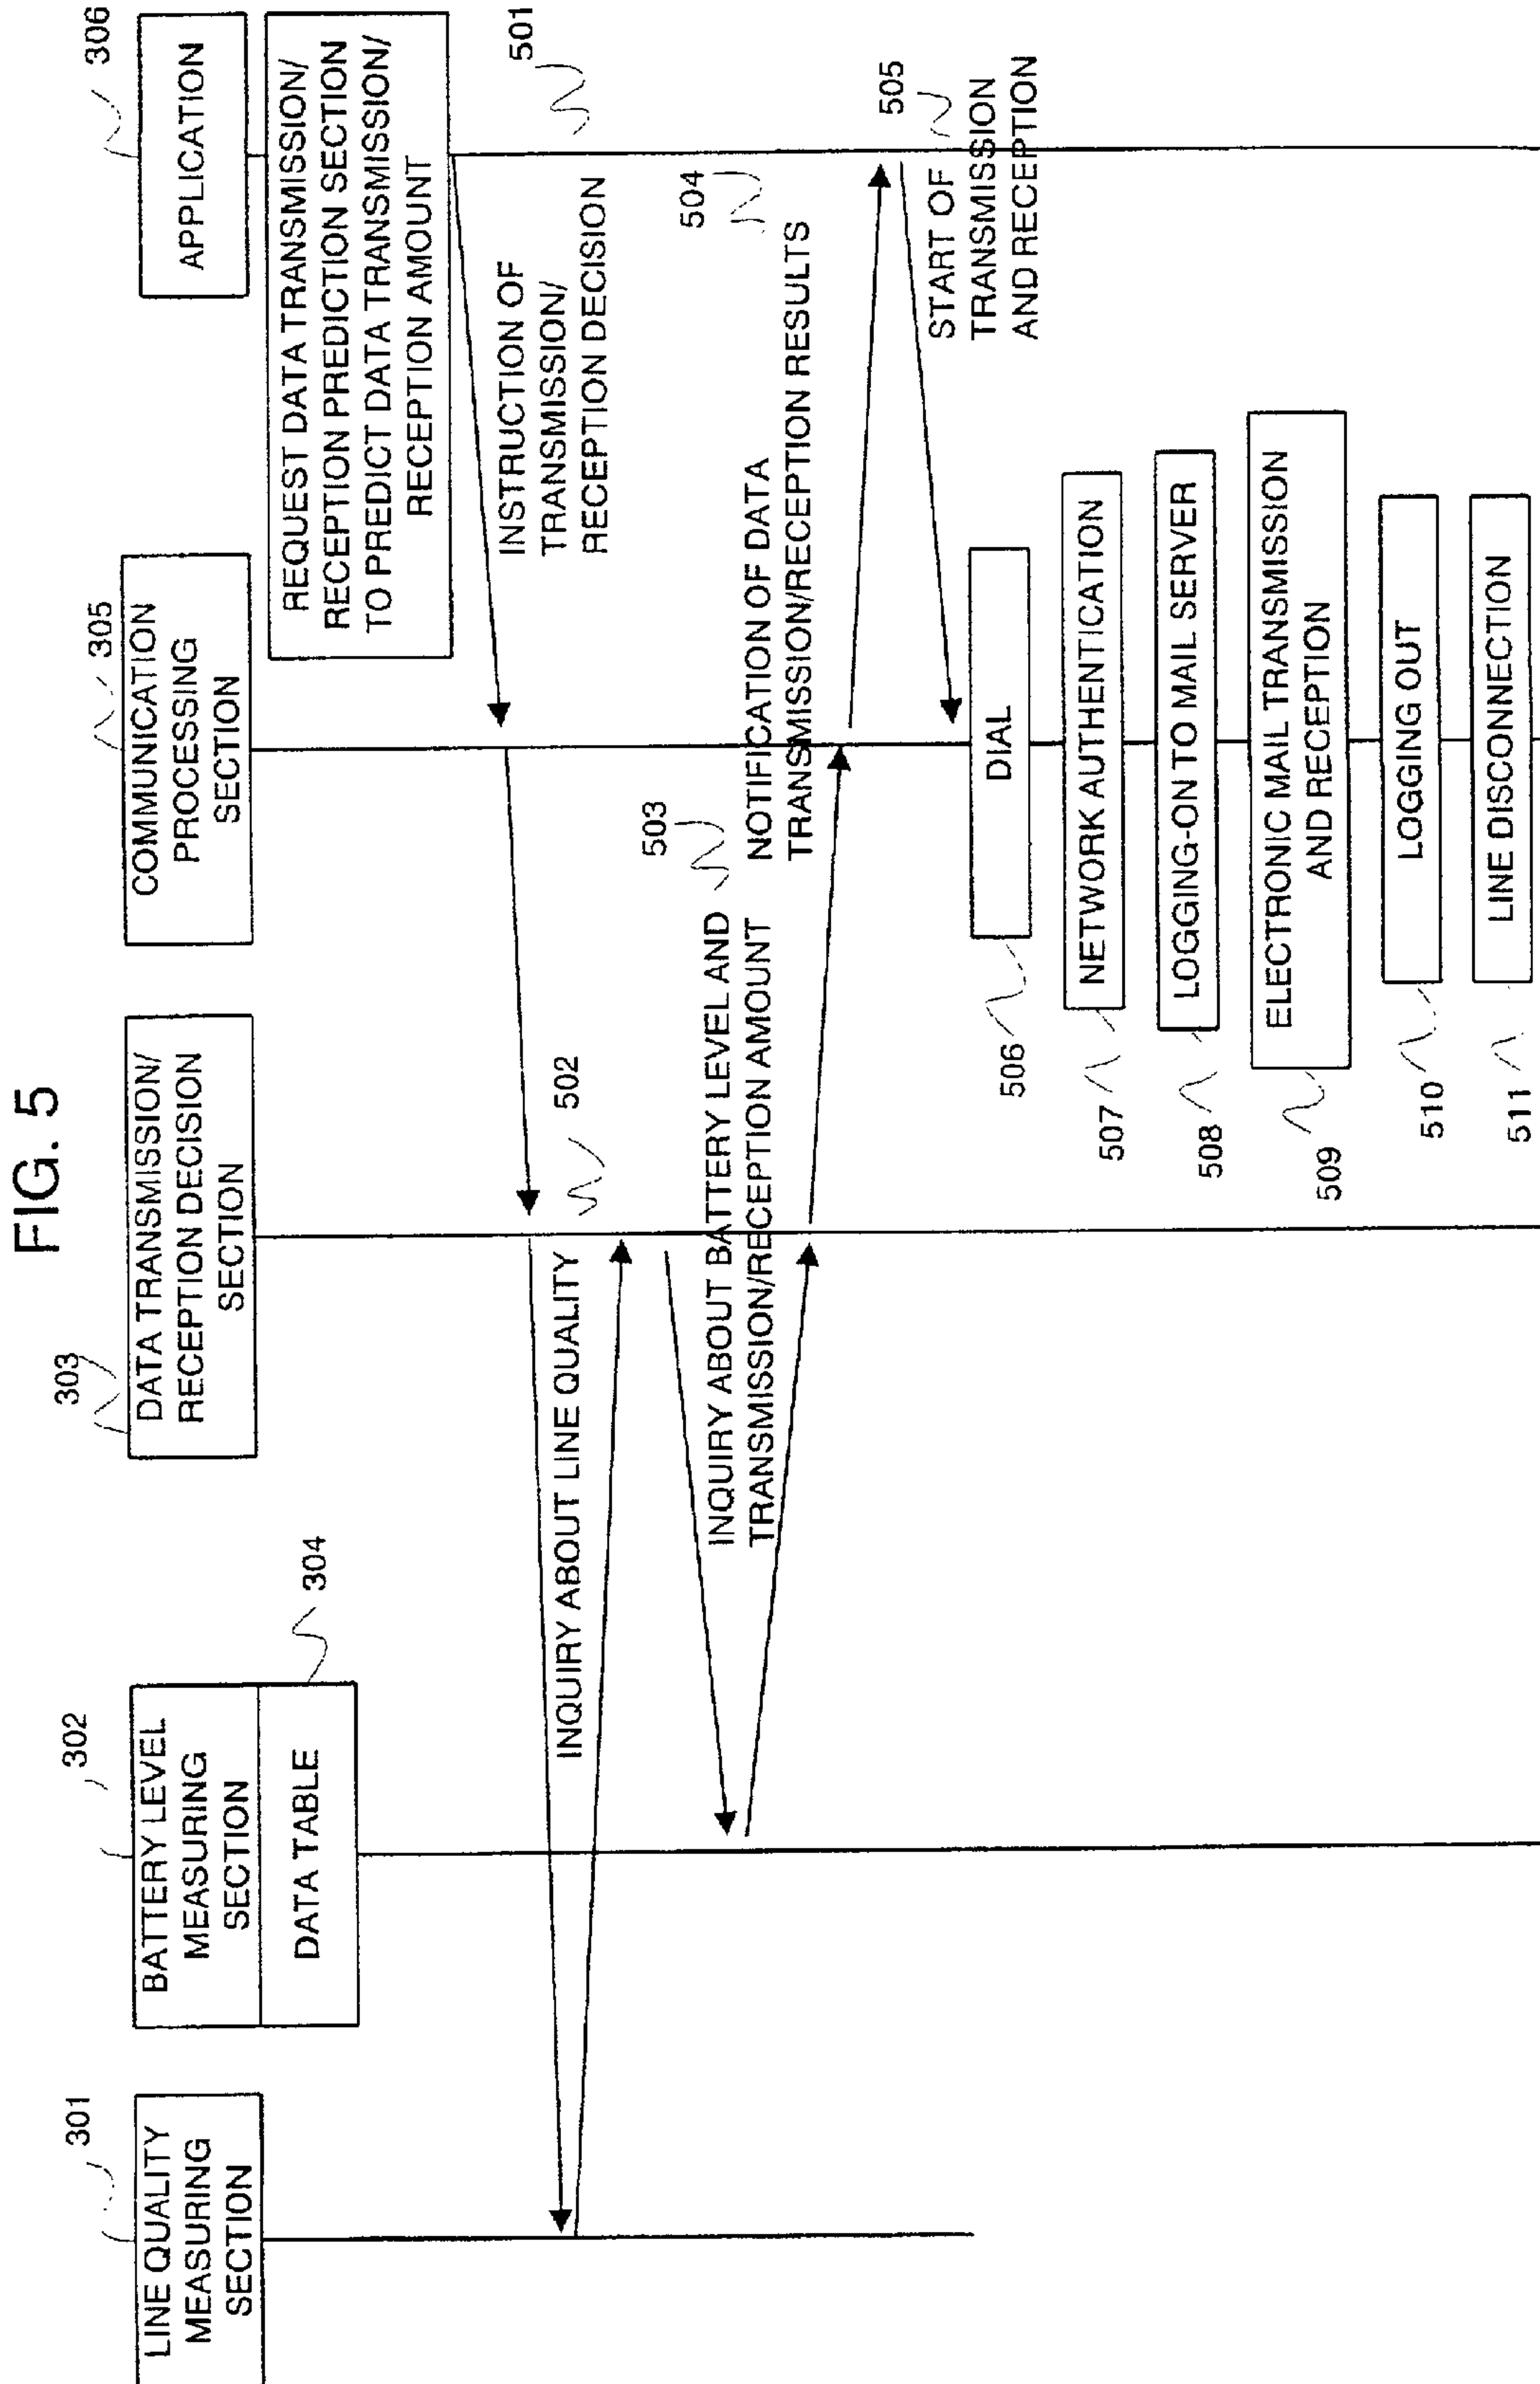 FIG. 5
301
LINE QUALITY
MEASURING
SECTION
302
BATTERY LEVEL
MEASURING
SECTION
DATA TABLE
304
303
DATA TRANSMISSION/
RECEPTION DECISION
SECTION
305
COMMUNICATION
PROCESSING
SECTION
306
APPLICATION
REQUEST DATA TRANSMISSION/
RECEPTION PREDICTION SECTION
TO PREDICT DATA TRANSMISSION/
RECEPTION AMOUNT
501
INSTRUCTION OF
TRANSMISSION/
RECEPTION DECISION
502
INQUIRY ABOUT LINE QUALITY
503
INQUIRY ABOUT BATTERY LEVEL AND
TRANSMISSION/RECEPTION AMOUNT
504
NOTIFICATION OF DATA
TRANSMISSION/RECEPTION RESULTS
505
START OF
TRANSMISSION
AND RECEPTION
506
DIAL
507
NETWORK AUTHENTICATION
508
LOGGING-ON TO MAIL SERVER
509
ELECTRONIC MAIL TRANSMISSION
AND RECEPTION
510
LOGGING OUT
511
LINE DISCONNECTION